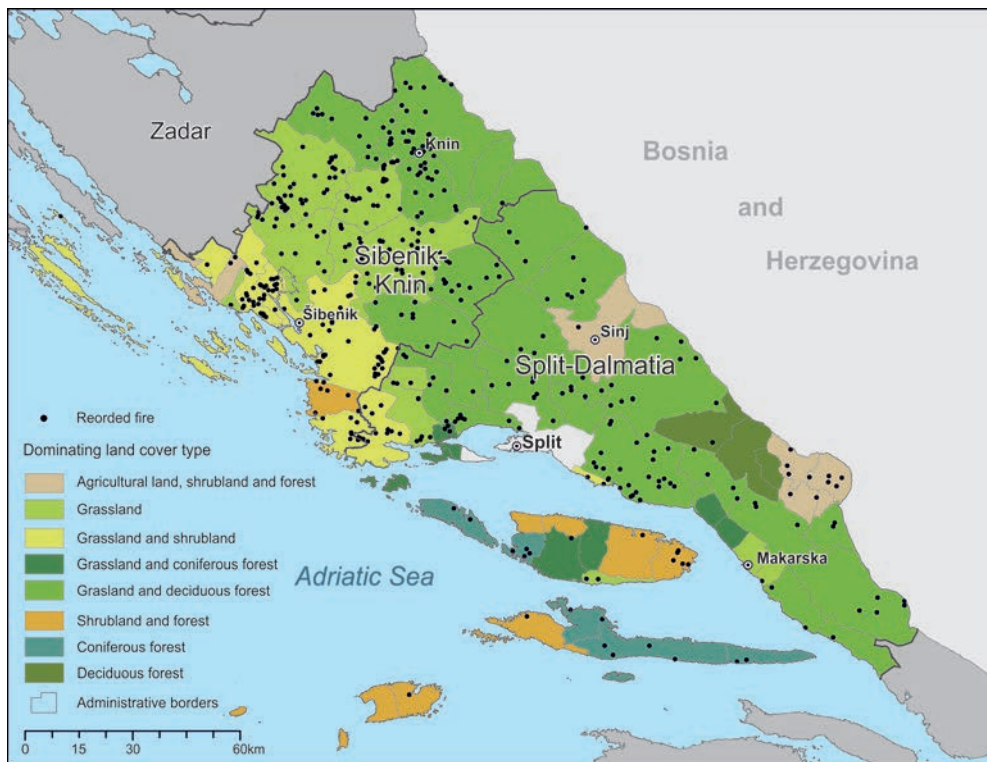 Zadar
Knin
Bosnia
and
Herzegovina
Sibenik-
Knin
Šibenik
Sinj
Split-Dalmatia
Split
Makarska
Adriatic Sea
Reorded fire
Dominating land cover type
Agricultural land, shrubland and forest
Grassland
Grassland and shrubland
Grassland and coniferous forest
Grasland and deciduous forest
Shrubland and forest
Coniferous forest
Deciduous forest
Administrative borders
0 15 30 60km